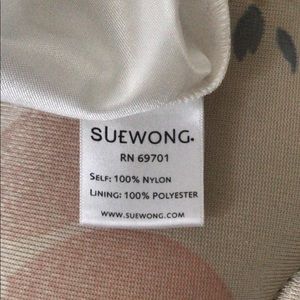 SUEWONG.
RN 69701
SELF: 100% NYLON
LINING: 100% POLYESTER
WWW.SUEWONG.COM